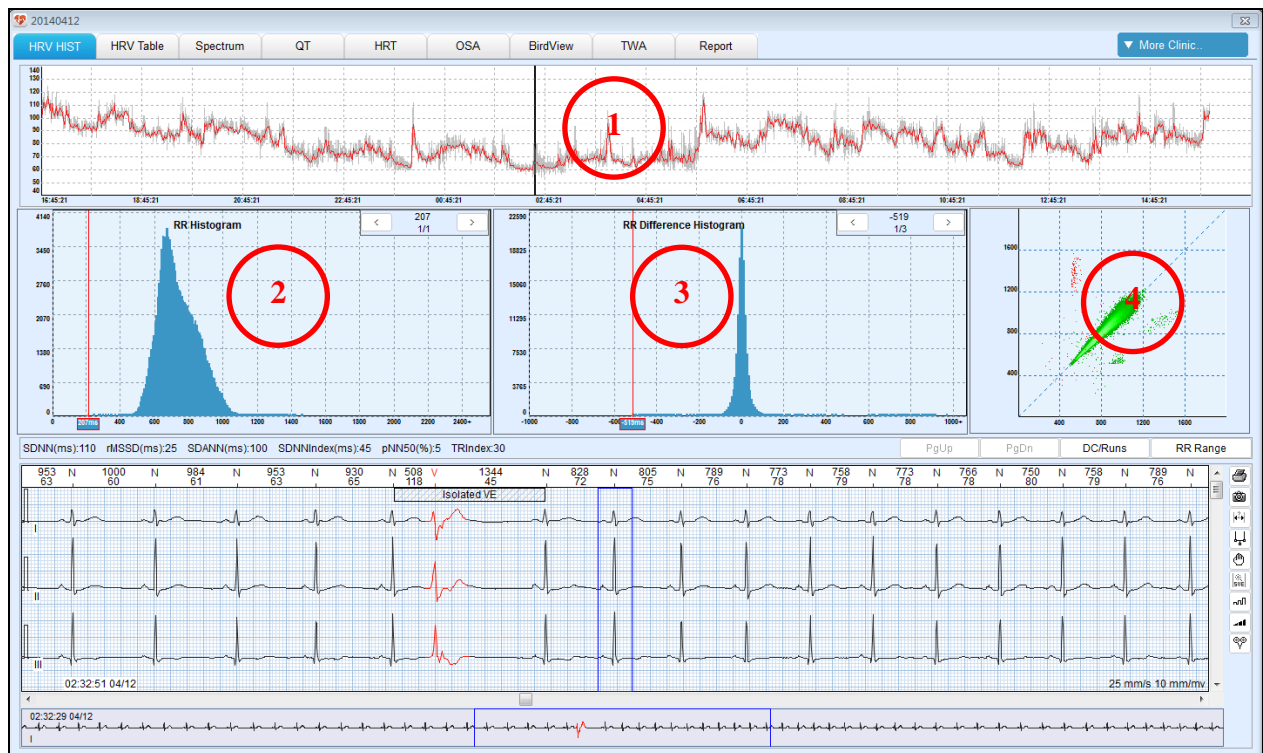 20140412
HRV HIST HRV Table Spectrum QT HRT OSA BirdView TWA Report More Clinic..
140
130
120
110
100
90
80
70
60
50
40
16:45:21 18:45:21 20:45:21 22:45:21 00:45:21 02:45:21 04:45:21 06:45:21 08:45:21 10:45:21 12:45:21 14:45:21
1
RR Histogram
< 207 >
1/1
4140
3450
2760
2070
1380
690
0
0 207ms 400 600 800 1000 1200 1400 1600 1800 2000 2200 2400+
2
RR Difference Histogram
< -519 >
1/3
22590
18825
15060
11295
7530
3765
0
-1000 -800 -600 -519ms -200 0 200 400 600 800 1000+
3
1600
1200
800
400
400 800 1200 1600
4
SDNN(ms):110 rMSSD(ms):25 SDANN(ms):100 SDNNIndex(ms):45 pNN50(%):5 TRIndex:30
PgUp PgDn DC/Runs RR Range
953 N 1000 N 984 N 953 N 930 N 508 V 1344 N 828 N 805 N 789 N 773 N 758 N 773 N 766 N 750 N 758 N 789 N
63 60 61 63 65 118 45 72 75 76 78 79 78 78 80 79 76
Isolated VE
I
II
III
02:32:51 04/12
25 mm/s 10 mm/mv
02:32:29 04/12
I